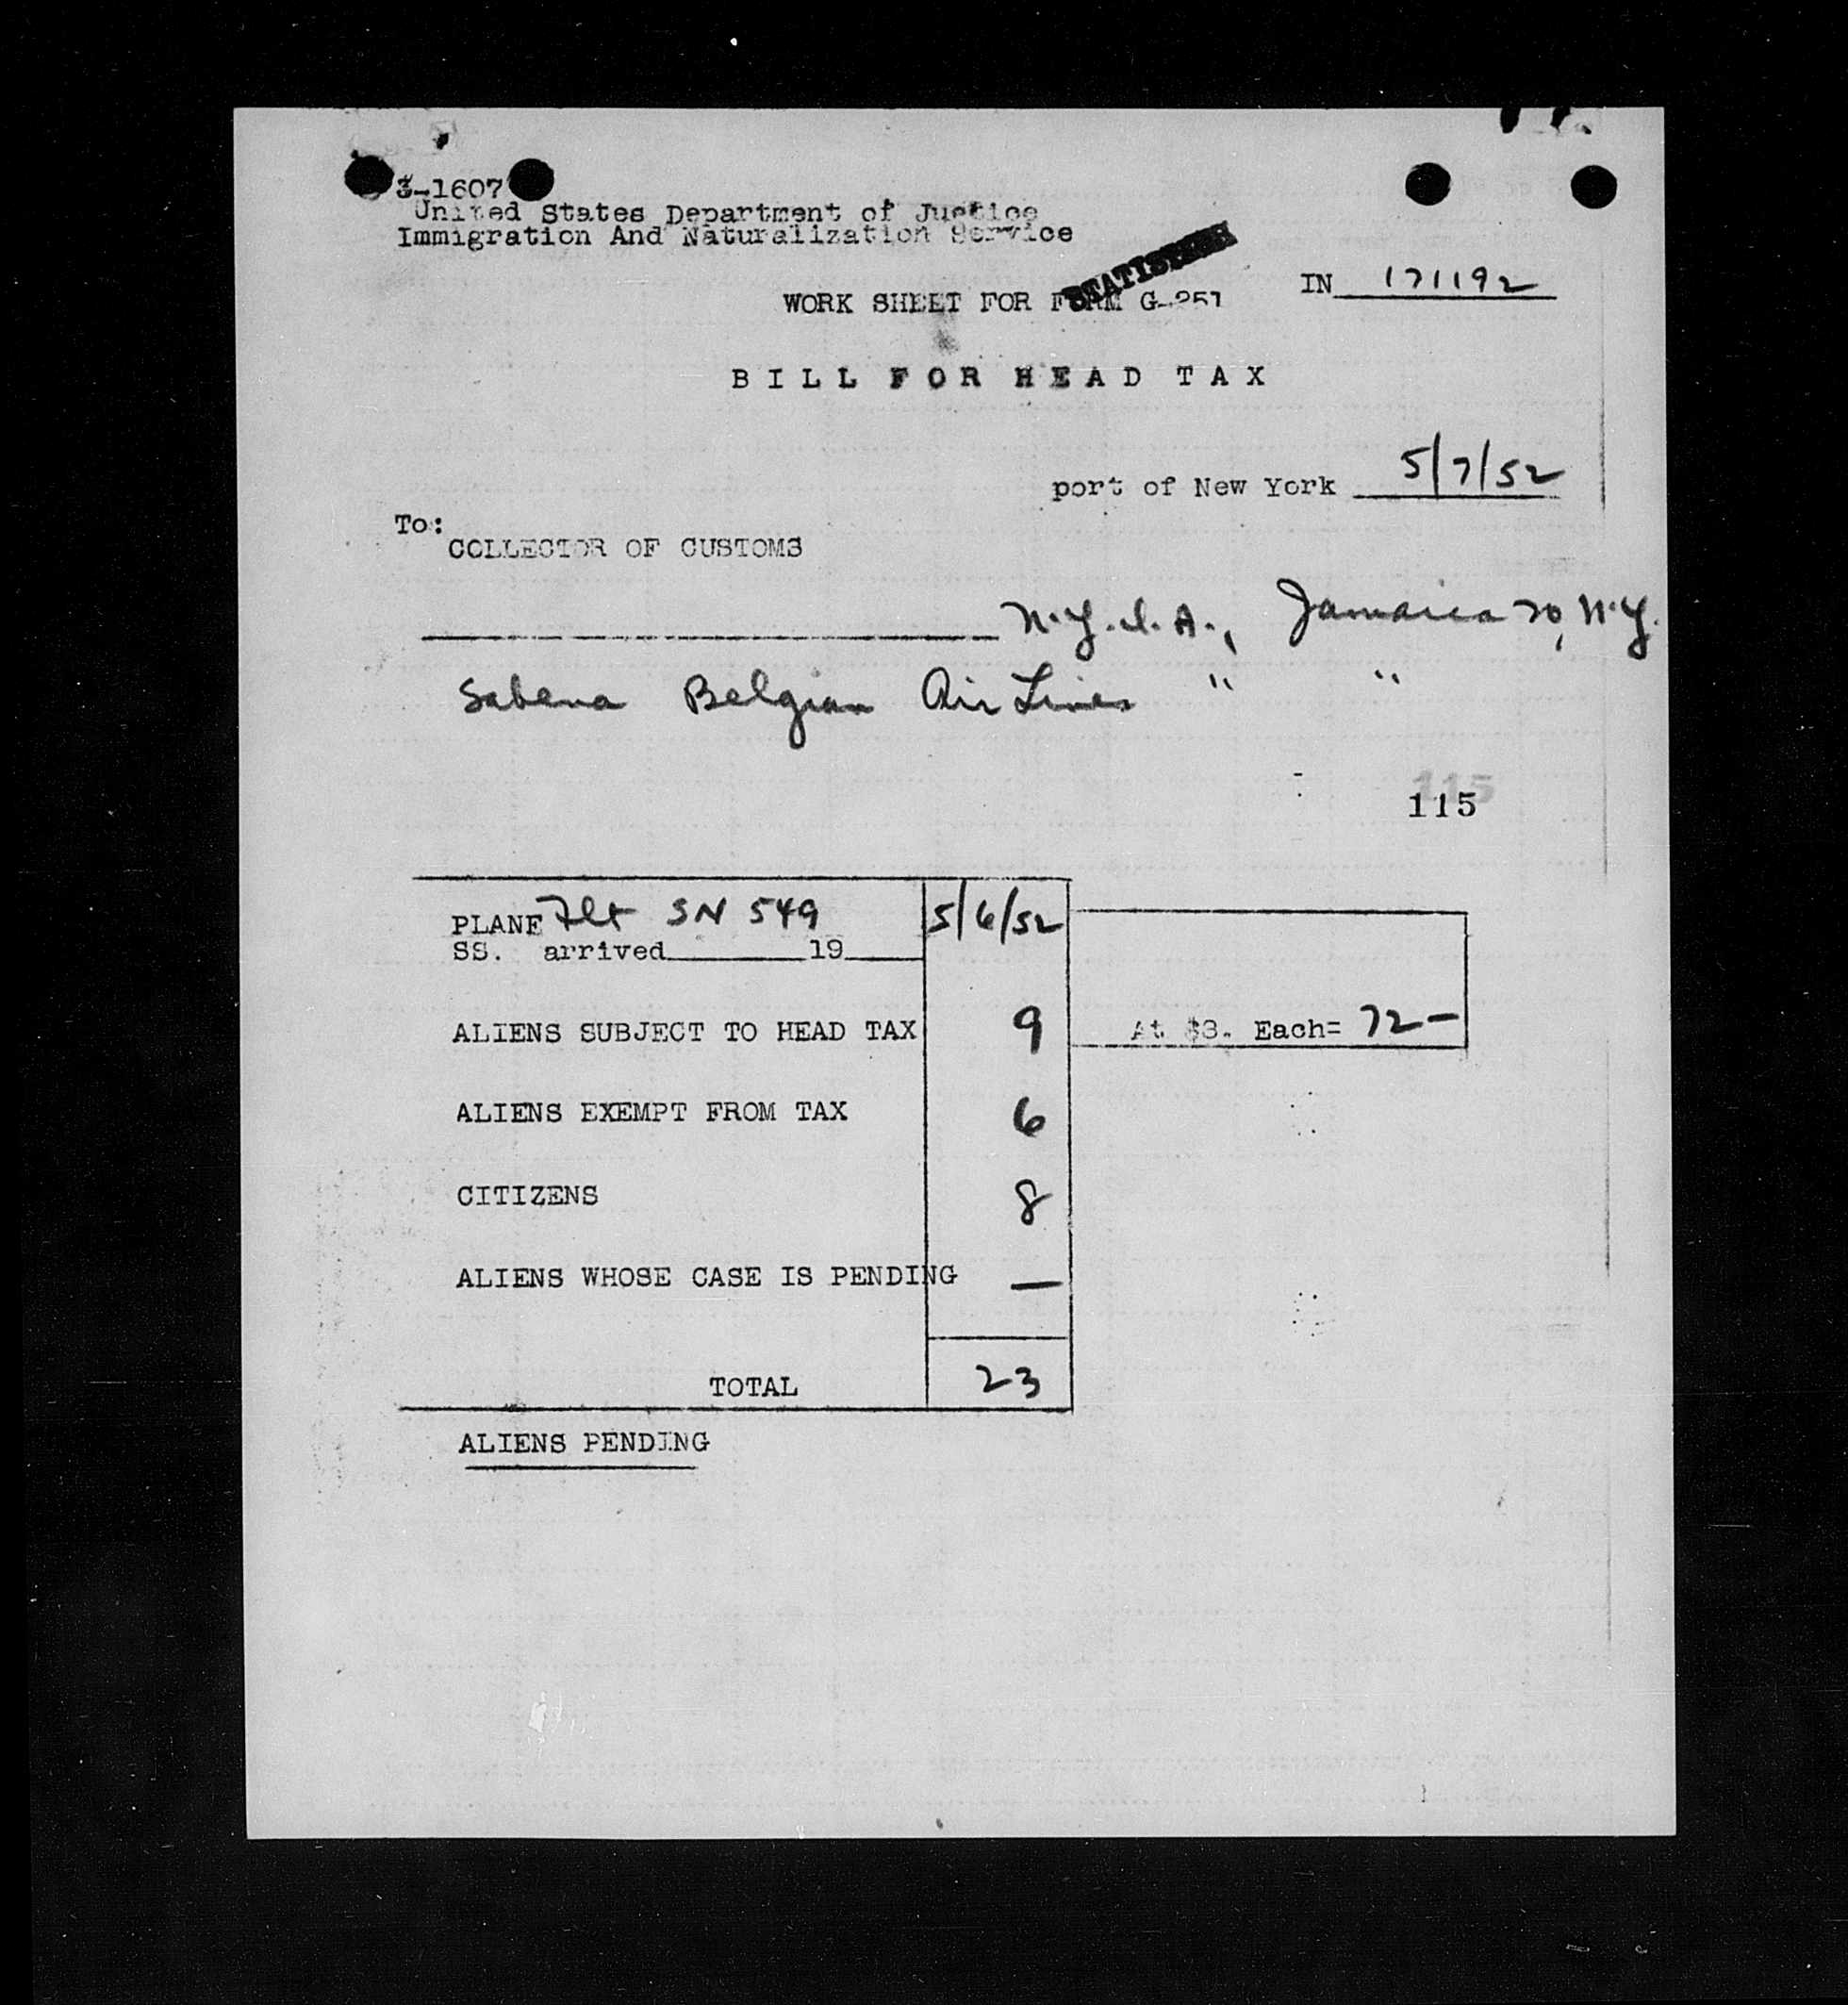 3-1607
United States Department of Justice
Immigration And Naturalization Service
STATISTICS
IN 171192
WORK SHEET FOR FORM G-257
BILL FOR HEAD TAX
port of New York 5/7/52
To:
COLLECTOR OF CUSTOMS
N.Y.I.A., Jamaica 30, N.Y.
Sabena Belgian Air Lines " "
115
PLANE Flt SN 549 5/6/52
SS. arrived 19
ALIENS SUBJECT TO HEAD TAX 9 At $8. Each= 72-
ALIENS EXEMPT FROM TAX 6
CITIZENS 8
ALIENS WHOSE CASE IS PENDING —
TOTAL 23
ALIENS PENDING